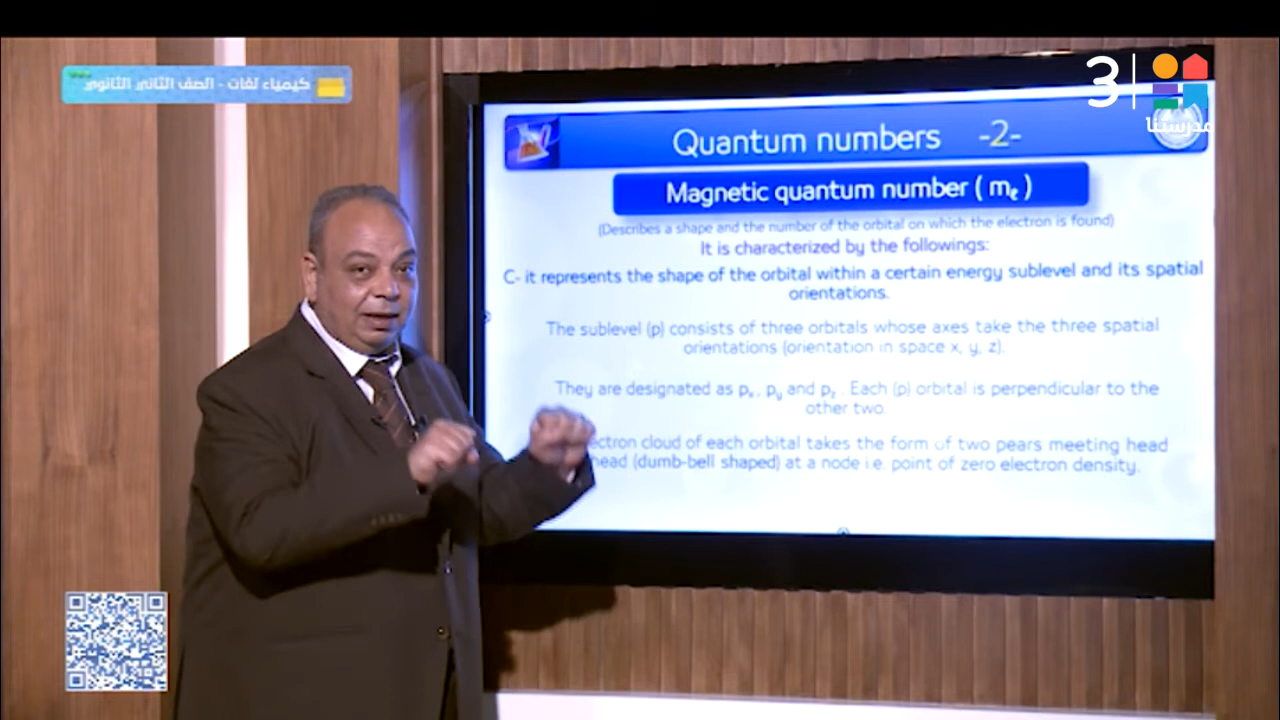 كيمياء لغات - الصف الثاني الثانوي
3
مدرستنا
Quantum numbers -2-
Magnetic quantum number ( mℓ )
(Describes a shape and the number of the orbital on which the electron is found)
It is characterized by the followings:
C- it represents the shape of the orbital within a certain energy sublevel and its spatial
orientations.
The sublevel (p) consists of three orbitals whose axes take the three spatial
orientations (orientation in space x, y, z).
They are designated as pₓ, pᵧ and p_z . Each (p) orbital is perpendicular to the
other two.
cloud of each orbital takes the form of two pears meeting head
head (dumb-bell shaped) at a node i.e. point of zero electron density.